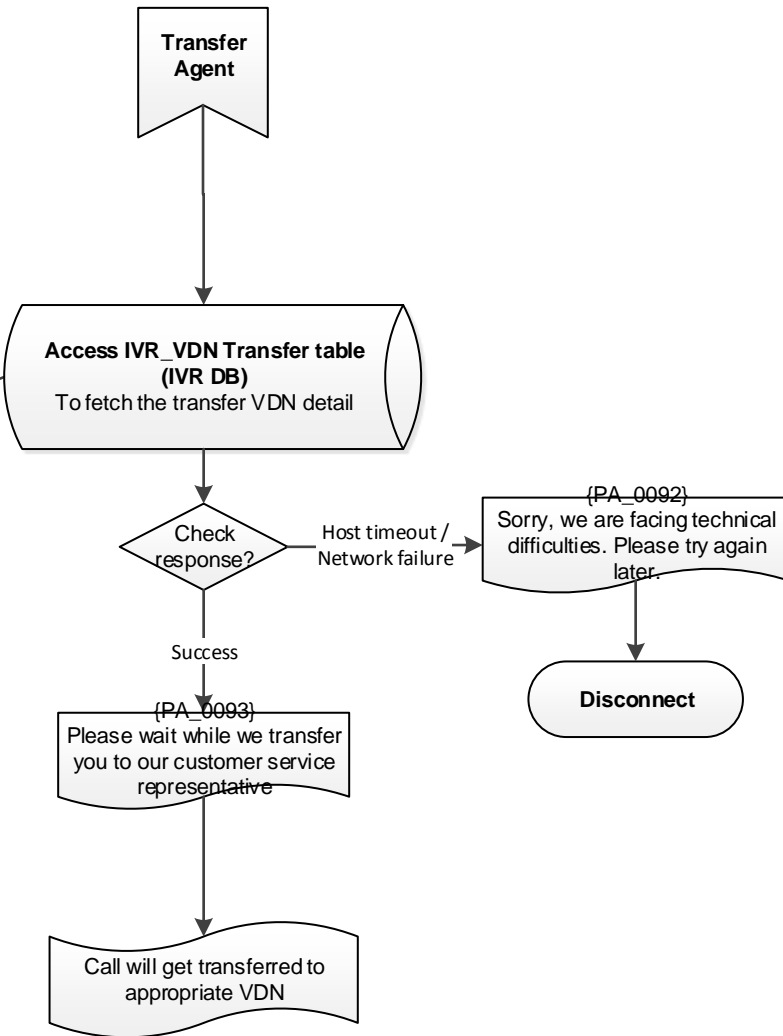 Transfer
Agent
Access IVR_VDN Transfer table
(IVR DB)
To fetch the transfer VDN detail
Check
response?
Host timeout /
Network failure
{PA_0092}
Sorry, we are facing technical
difficulties. Please try again
later.
Success
Disconnect
{PA_0093}
Please wait while we transfer
you to our customer service
representative
Call will get transferred to
appropriate VDN